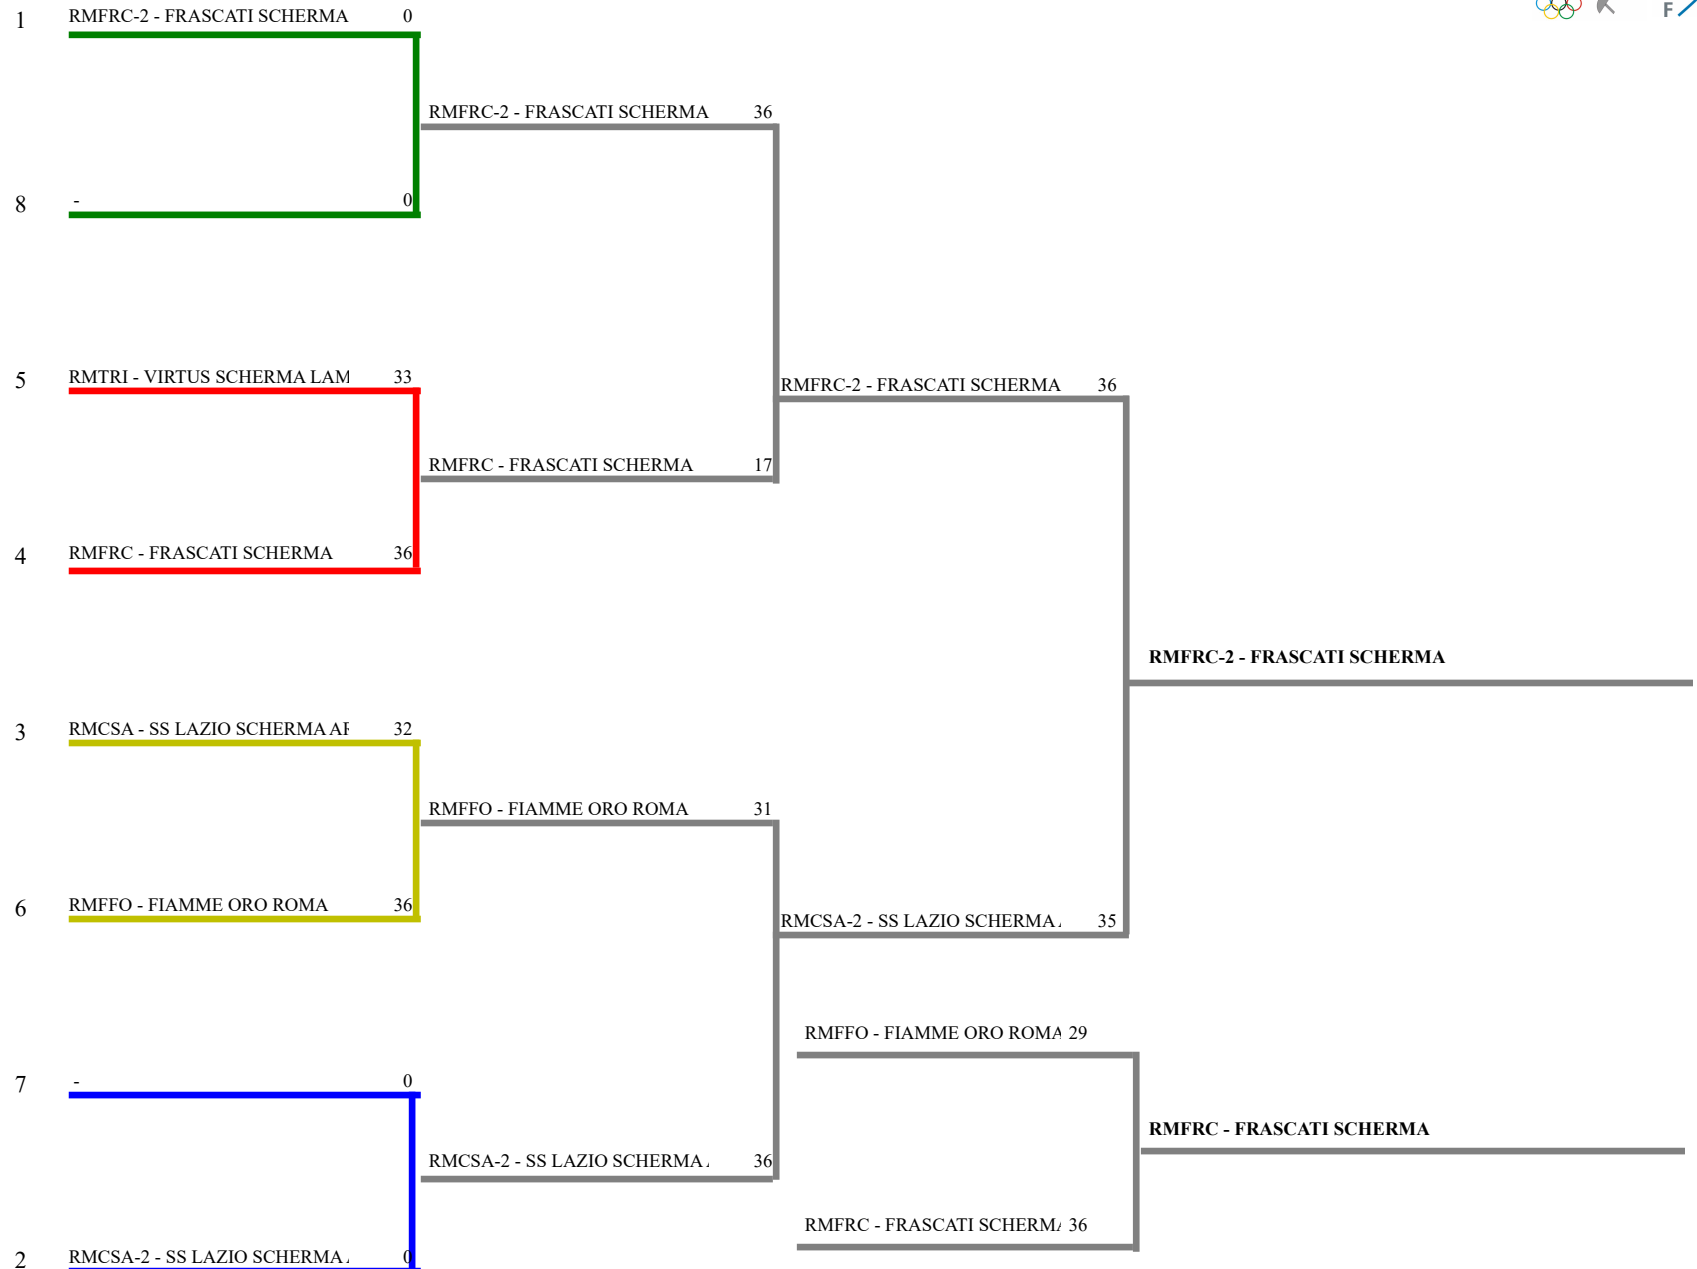 1 RMFRC-2 - FRASCATI SCHERMA 0
F
RMFRC-2 - FRASCATI SCHERMA 36
8 - 0
5 RMTRI - VIRTUS SCHERMA LAM 33
RMFRC-2 - FRASCATI SCHERMA 36
RMFRC - FRASCATI SCHERMA 17
4 RMFRC - FRASCATI SCHERMA 36
RMFRC-2 - FRASCATI SCHERMA
3 RMCSA - SS LAZIO SCHERMA 32
RMFFO - FIAMME ORO ROMA 31
6 RMFFO - FIAMME ORO ROMA 36
RMCSA-2 - SS LAZIO SCHERMA 35
RMFFO - FIAMME ORO ROMA 29
7 - 0
RMFRC - FRASCATI SCHERMA
RMCSA-2 - SS LAZIO SCHERMA 36
RMFRC - FRASCATI SCHERMA 36
2 RMCSA-2 - SS LAZIO SCHERMA 0